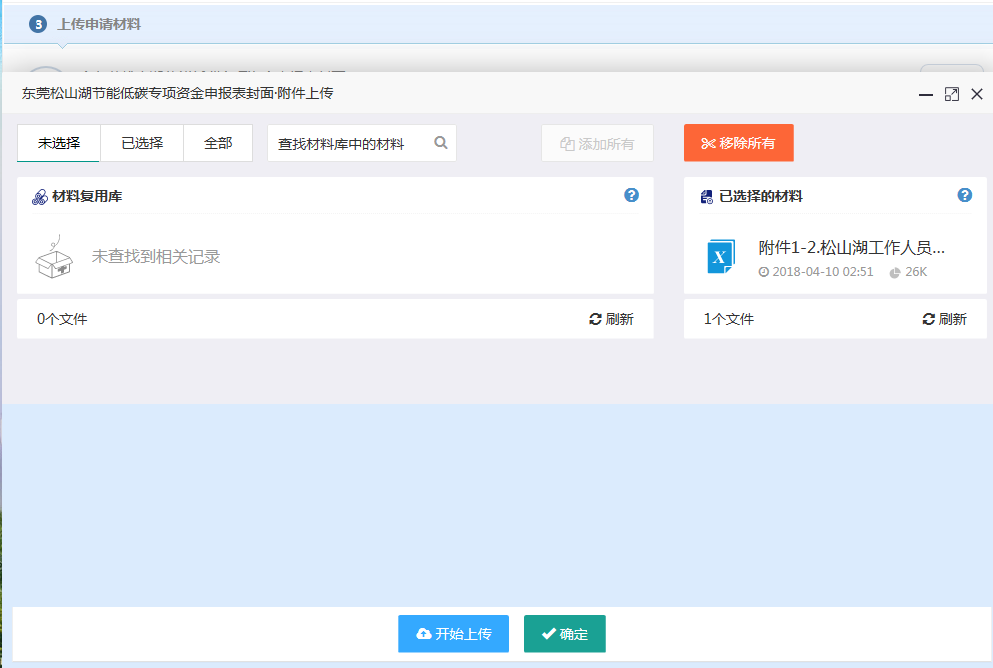 3 上传申请材料
东莞松山湖节能低碳专项资金申报表封面·附件上传
未选择 已选择 全部 查找材料库中的材料 添加所有 移除所有
材料复用库 ? 已选择的材料 ?
未查找到相关记录
附件1-2.松山湖工作人员...
2018-04-10 02:51 26K
0个文件 刷新 1个文件 刷新
开始上传 确定